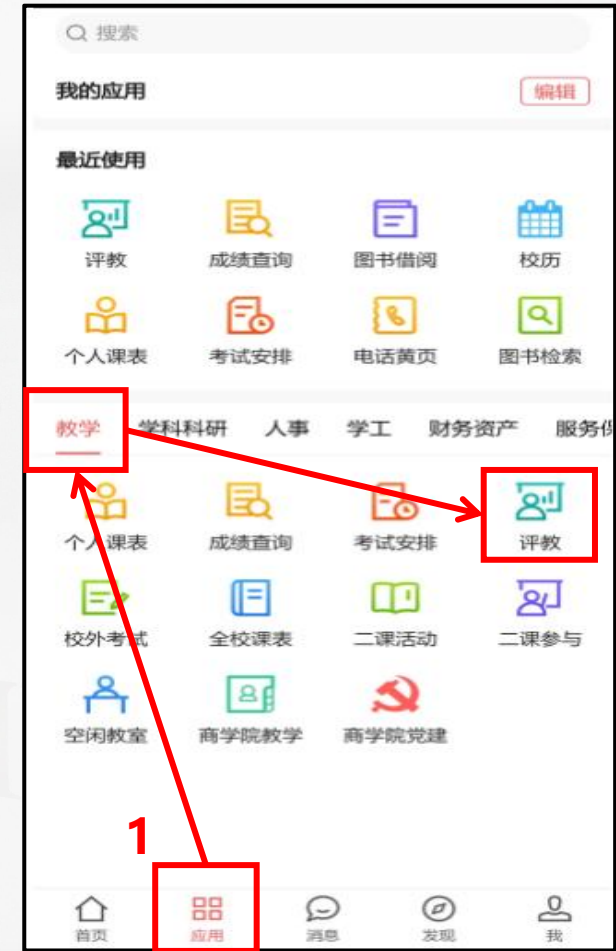 搜索
我的应用 编辑
最近使用
评教 成绩查询 图书借阅 校历
个人课表 考试安排 电话黄页 图书检索
教学 学科科研 人事 学工 财务资产 服务保
个人课表 成绩查询 考试安排 评教
校外考试 全校课表 二课活动 二课参与
空闲教室 商学院教学 商学院党建
1
首页 应用 消息 发现 我